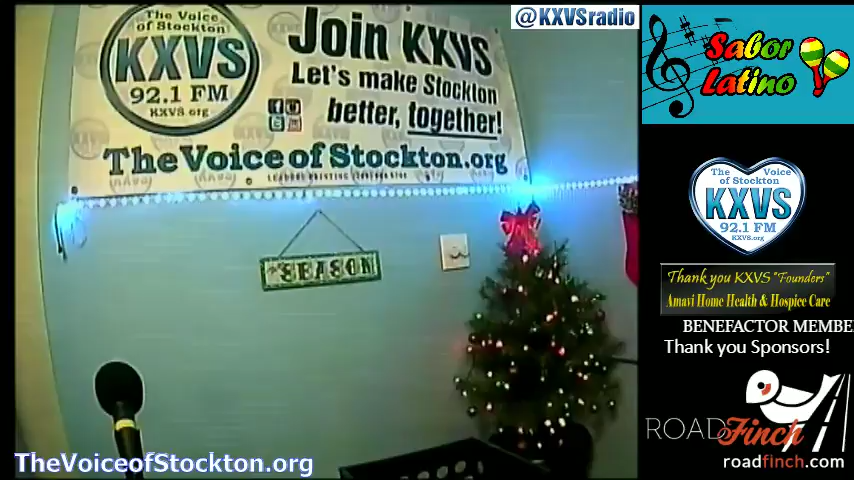 @KXVSradio
The Voice
of Stockton
KXVS
92.1 FM
KXVS.org
Join KXVS
Let's make Stockton
better, together!
TheVoiceofStockton.org
SEASON
TheVoiceofStockton.org
Sabor
Latino
The Voice
of Stockton
KXVS
92.1 FM
KXVS.org
Thank you KXVS "Founders"
Amavi Home Health & Hospice Care
BENEFACTOR MEMBE
Thank you Sponsors!
ROAD Finch
roadfinch.com